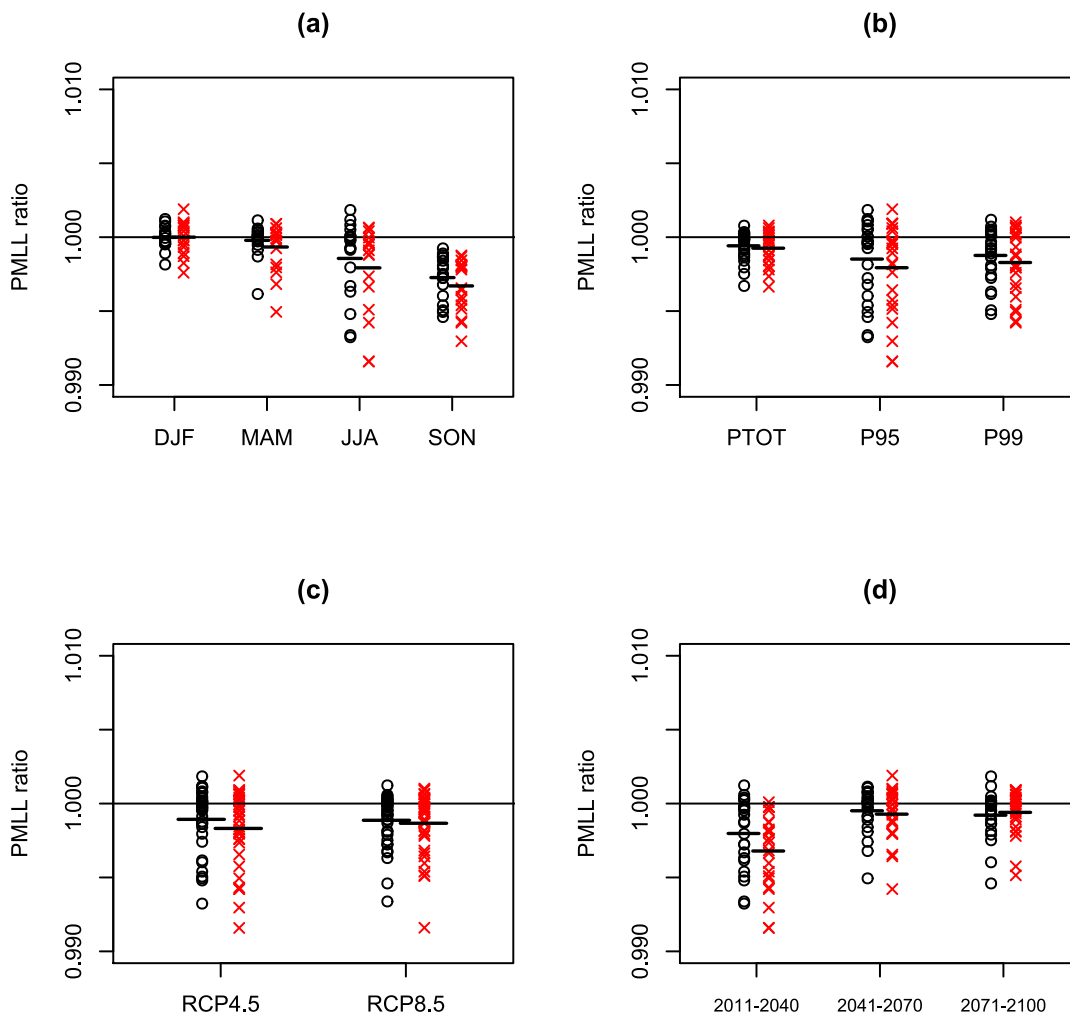 (a)
PMLL ratio
1.010
1.000
0.990
DJF MAM JJA SON
(b)
PMLL ratio
1.010
1.000
0.990
PTOT P95 P99
(c)
PMLL ratio
1.010
1.000
0.990
RCP4.5 RCP8.5
(d)
PMLL ratio
1.010
1.000
0.990
2011-2040 2041-2070 2071-2100